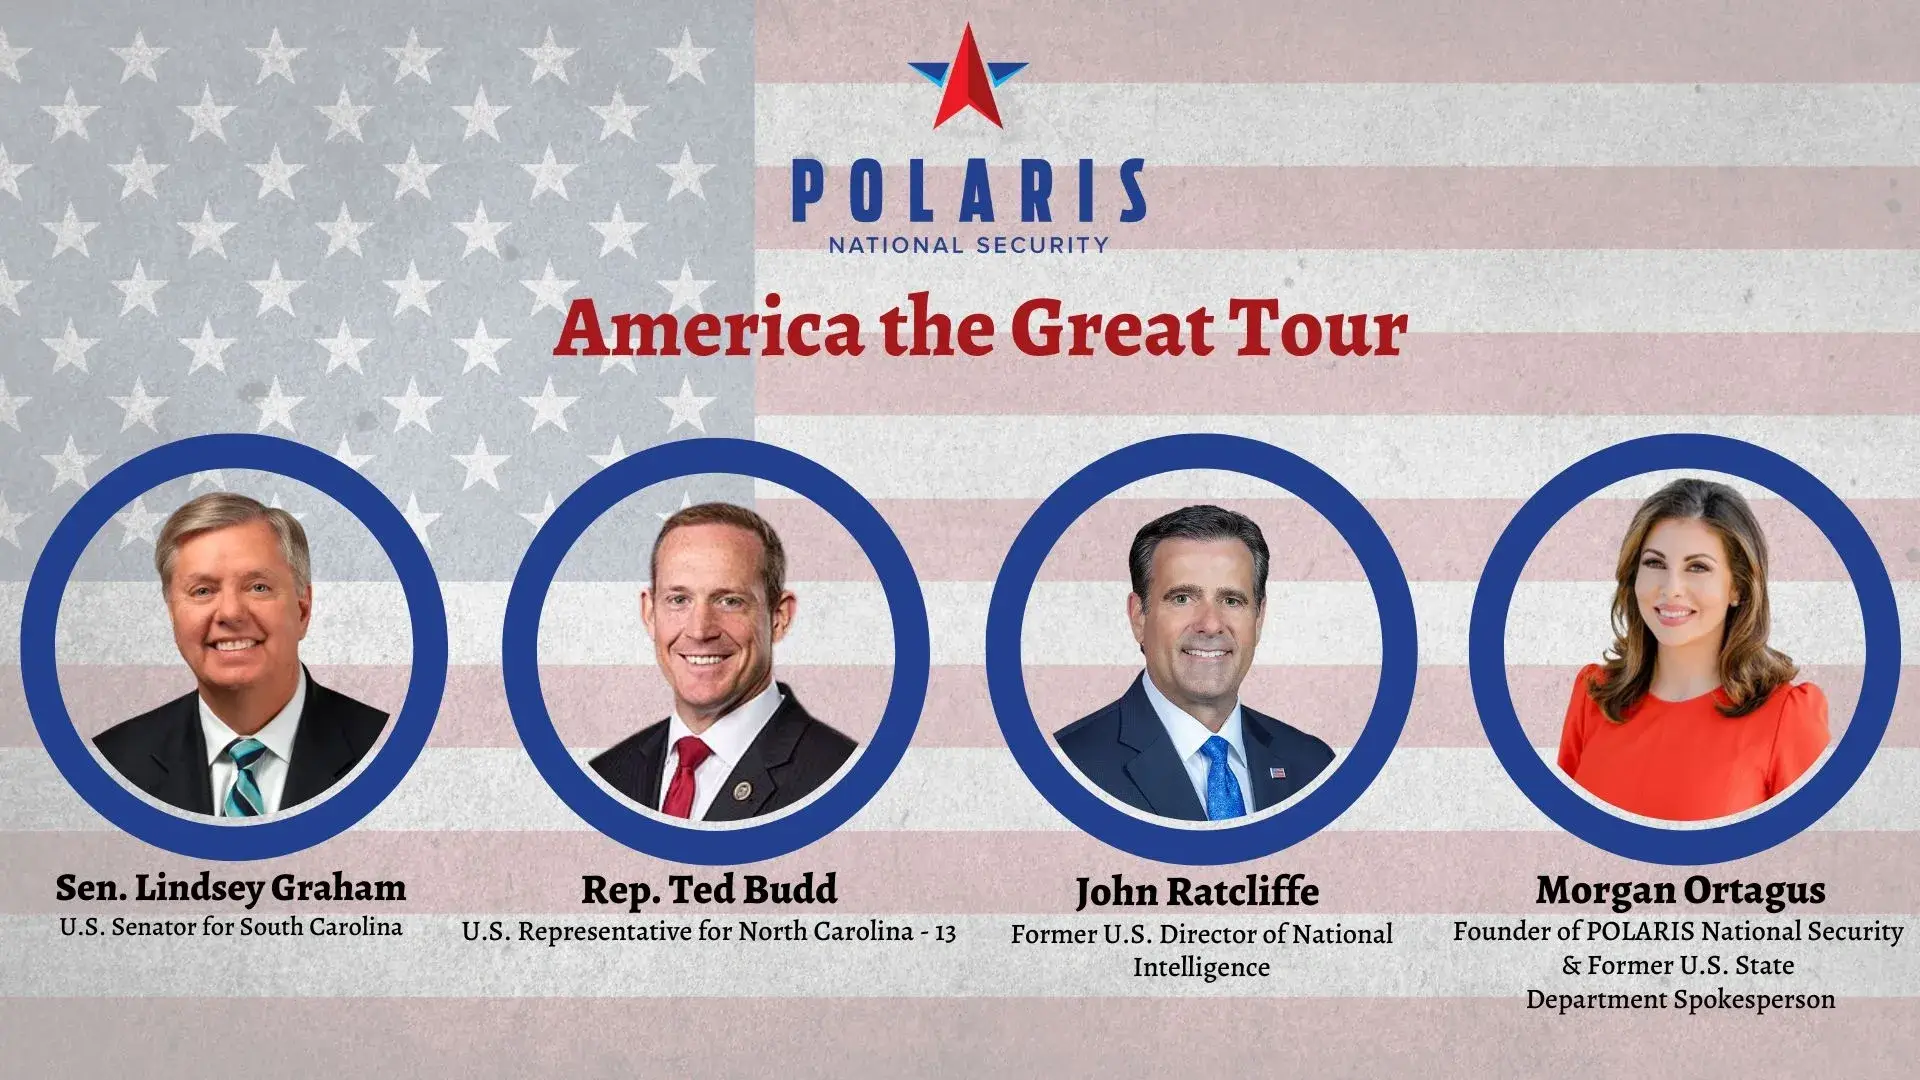 POLARIS
NATIONAL SECURITY
America the Great Tour
Sen. Lindsey Graham
U.S. Senator for South Carolina
Rep. Ted Budd
U.S. Representative for North Carolina - 13
John Ratcliffe
Former U.S. Director of National
Intelligence
Morgan Ortagus
Founder of POLARIS National Security
& Former U.S. State
Department Spokesperson